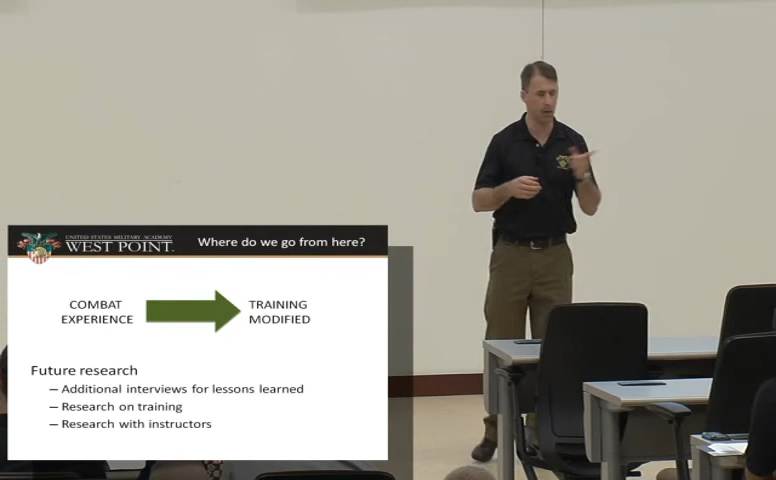 UNITED STATES MILITARY ACADEMY
WEST POINT.
Where do we go from here?
COMBAT
EXPERIENCE
TRAINING
MODIFIED
Future research
– Additional interviews for lessons learned
– Research on training
– Research with instructors